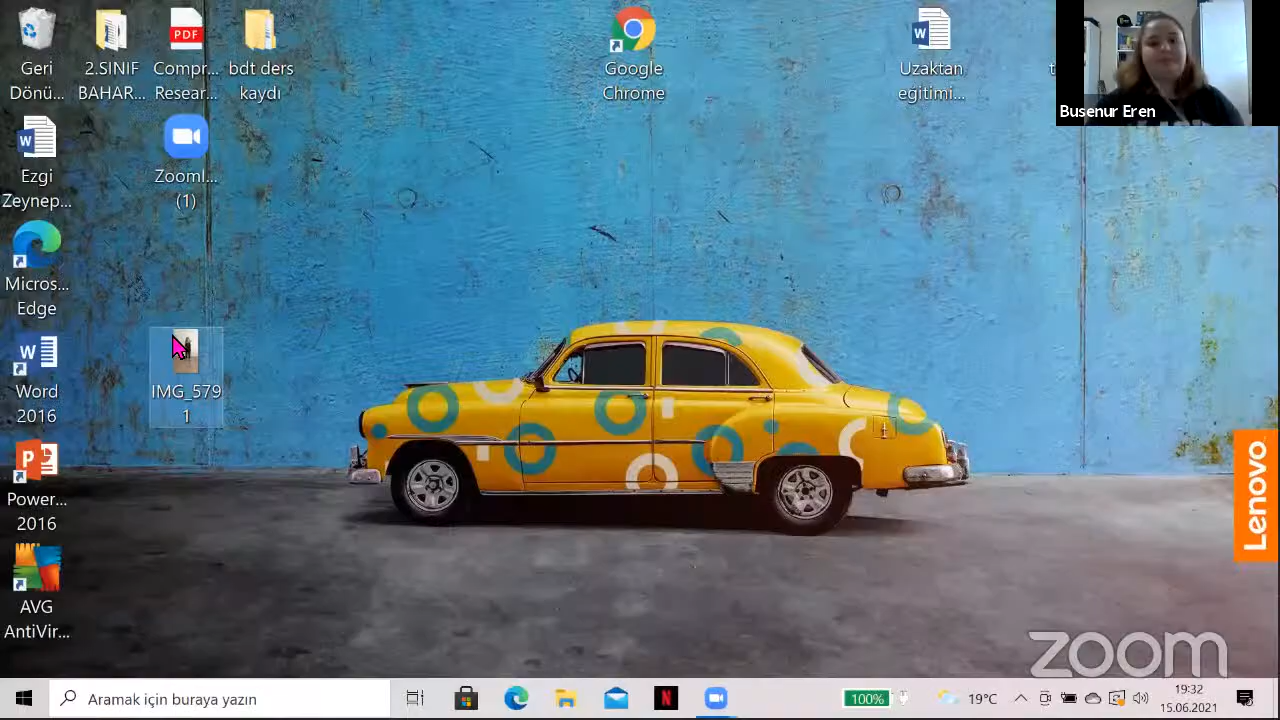 Geri
Dönü...
2.SINIF
BAHAR...
PDF
Compr...
Resear...
bdt ders
kaydı
Google
Chrome
W
Uzaktan
eğitimi...
t
Busenur Eren
W
Ezgi
Zeynep...
ZoomI...
(1)
Micros...
Edge
W
Word
2016
IMG_579
1
P
Power...
2016
AVG
AntiVir...
Lenovo
zoom
Aramak için buraya yazın
N
100%
19°C
19:32
15.06.2021